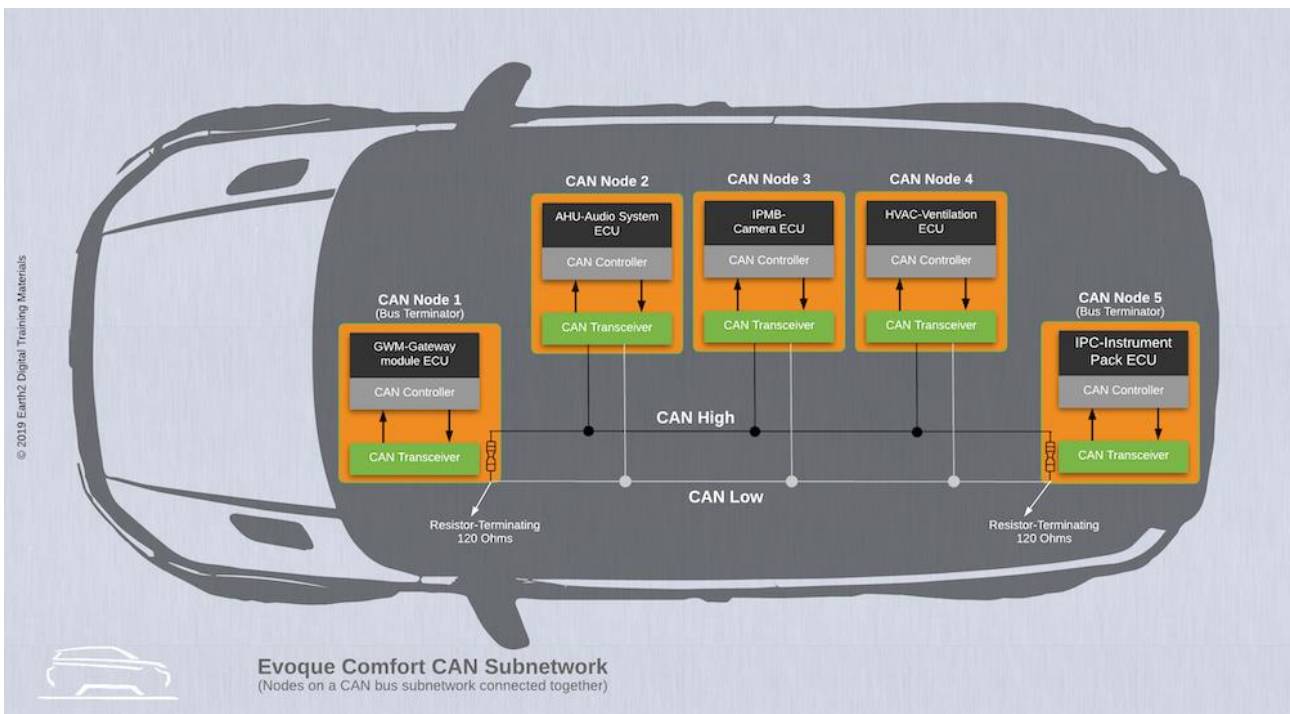 © 2019 Earth2 Digital Training Materials
CAN Node 1
(Bus Terminator)
GWM-Gateway
module ECU
CAN Controller
CAN Transceiver
CAN Node 2
AHU-Audio System
ECU
CAN Controller
CAN Transceiver
CAN Node 3
IPMB-
Camera ECU
CAN Controller
CAN Transceiver
CAN Node 4
HVAC-Ventilation
ECU
CAN Controller
CAN Transceiver
CAN Node 5
(Bus Terminator)
IPC-Instrument
Pack ECU
CAN Controller
CAN Transceiver
CAN High
CAN Low
Resistor-Terminating
120 Ohms
Resistor-Terminating
120 Ohms
Evoque Comfort CAN Subnetwork
(Nodes on a CAN bus subnetwork connected together)